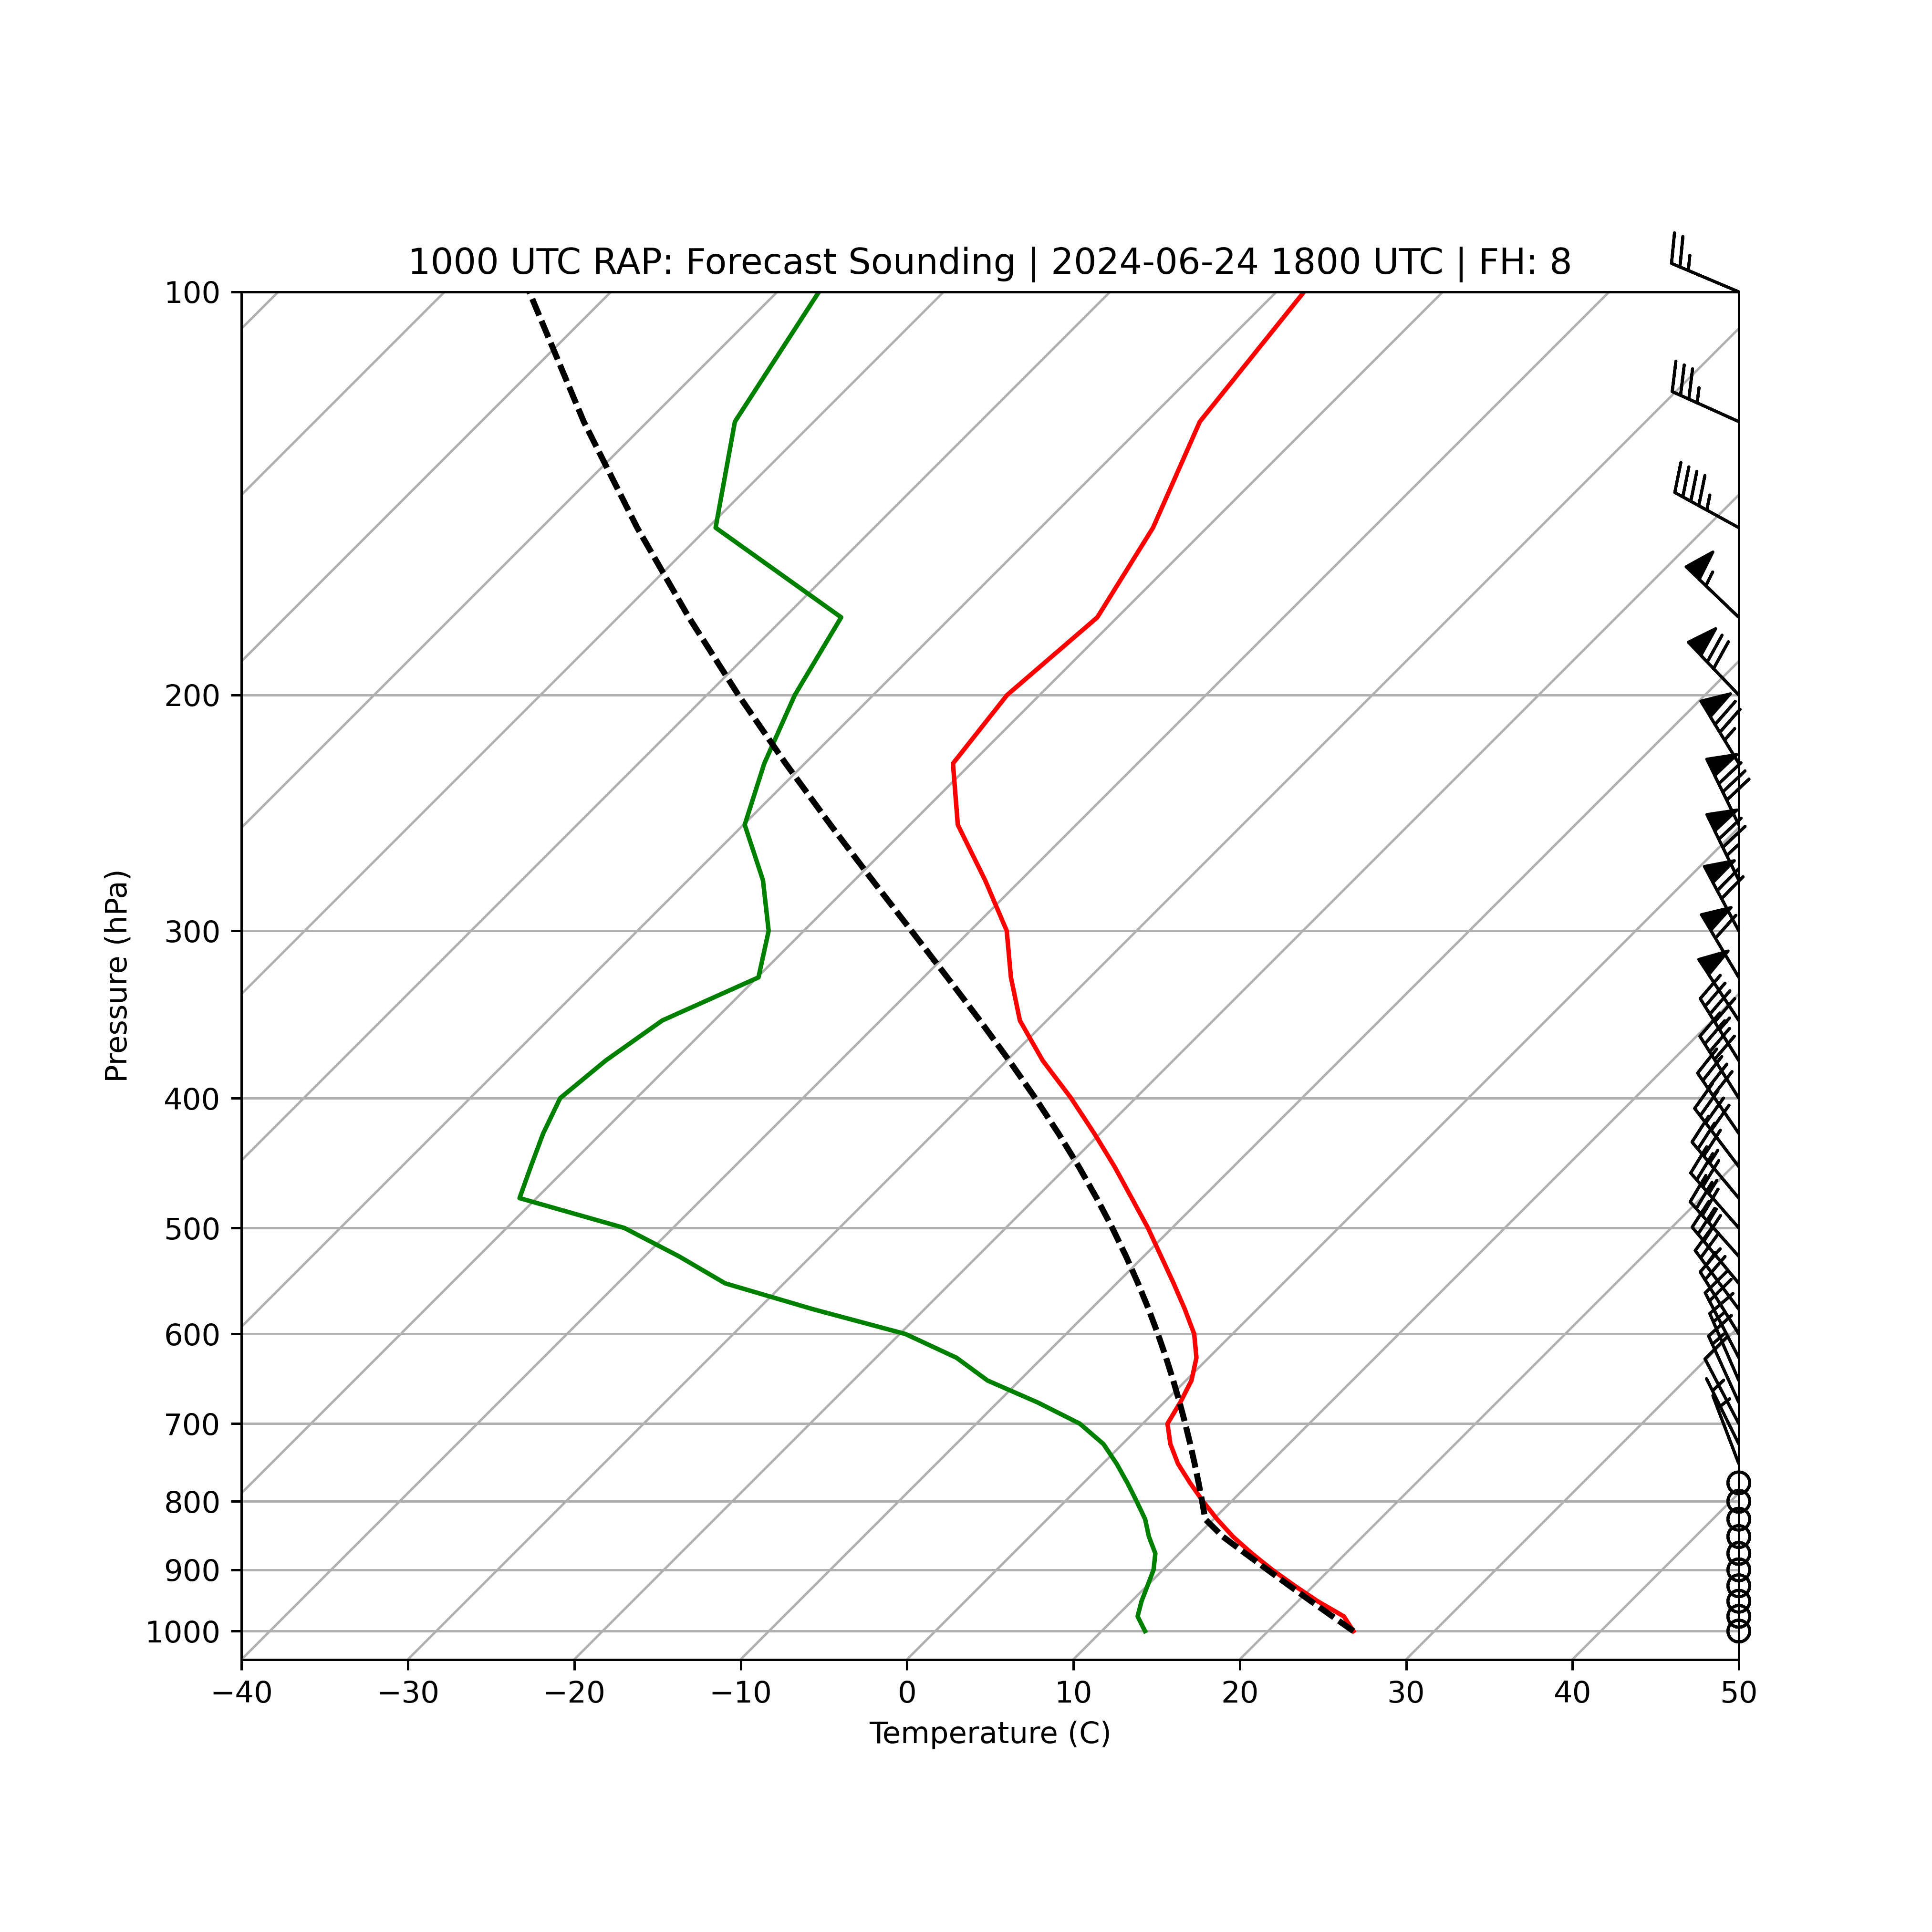 1000 UTC RAP: Forecast Sounding | 2024-06-24 1800 UTC | FH: 8
100
200
300
400
500
600
700
800
900
1000
Pressure (hPa)
−40 −30 −20 −10 0 10 20 30 40 50
Temperature (C)